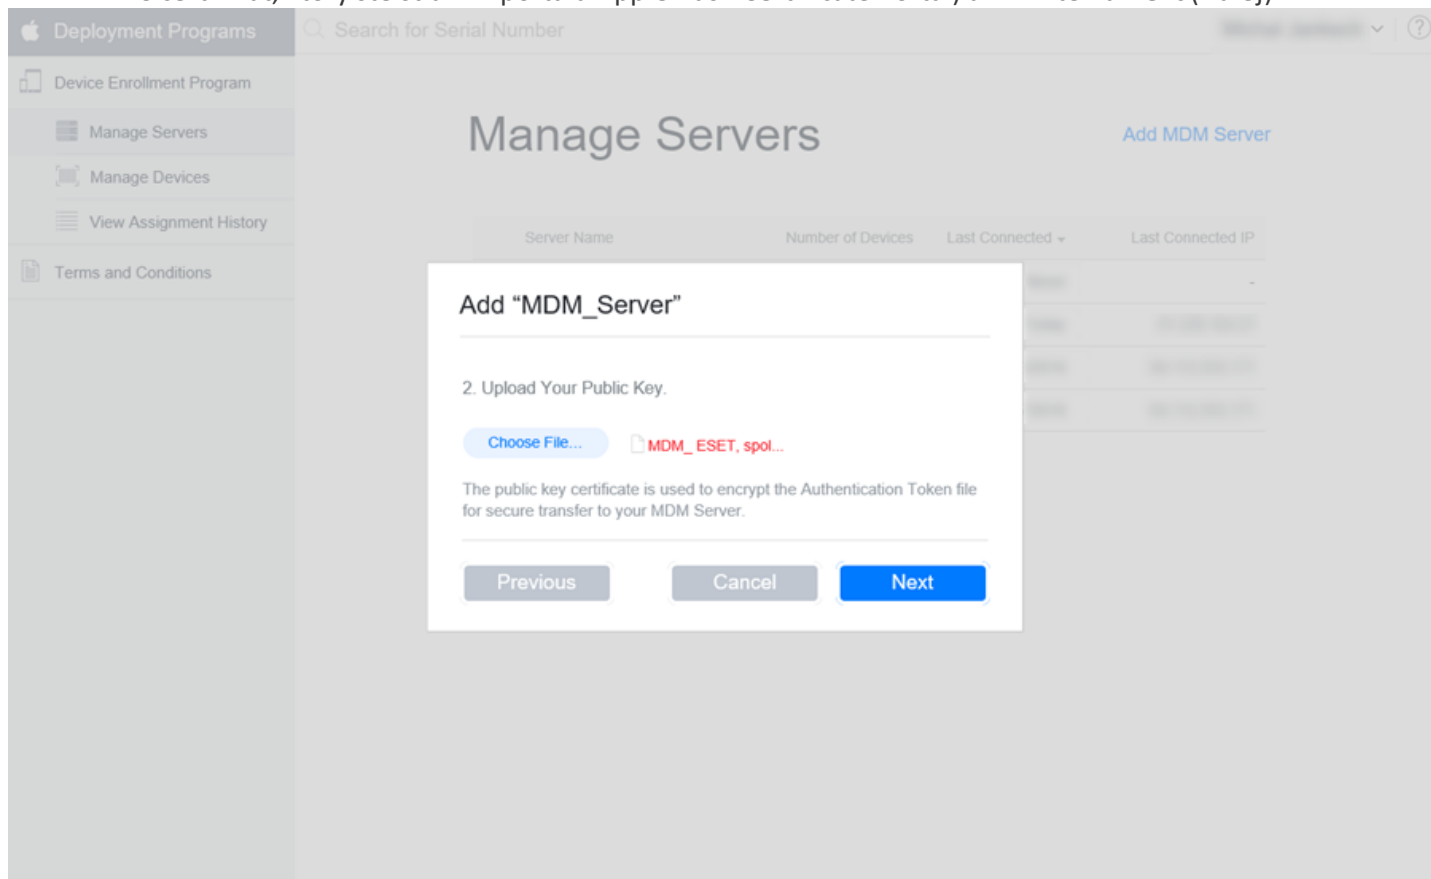 Deployment Programs
Search for Serial Number
Device Enrollment Program
Manage Servers
Manage Devices
View Assignment History
Terms and Conditions
Manage Servers
Add MDM Server
Server Name Number of Devices Last Connected Last Connected IP
-
Add “MDM_Server”
2. Upload Your Public Key.
Choose File... MDM_ ESET, spol...
The public key certificate is used to encrypt the Authentication Token file
for secure transfer to your MDM Server.
Previous Cancel Next